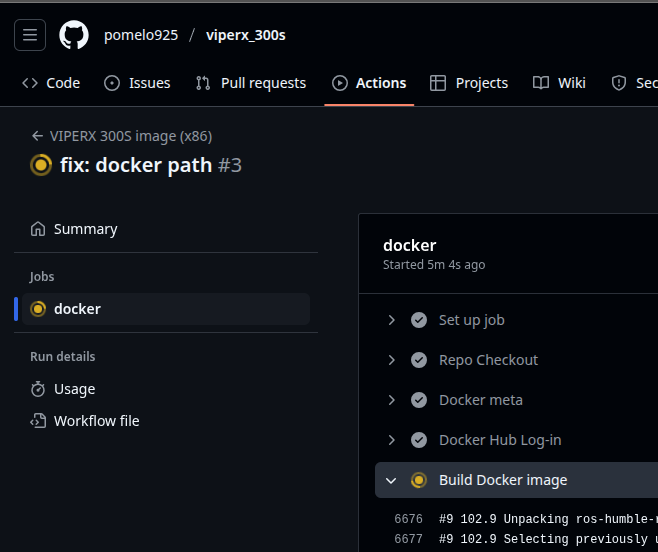 pomelo925 / viperx_300s
Code Issues Pull requests Actions Projects Wiki
VIPERX 300S image (x86)
fix: docker path #3
Summary
Jobs
docker
Run details
Usage
Workflow file
docker
Started 5m 4s ago
Set up job
Repo Checkout
Docker meta
Docker Hub Log-in
Build Docker image
6676 #9 102.9 Unpacking ros-humble-
6677 #9 102.9 Selecting previously